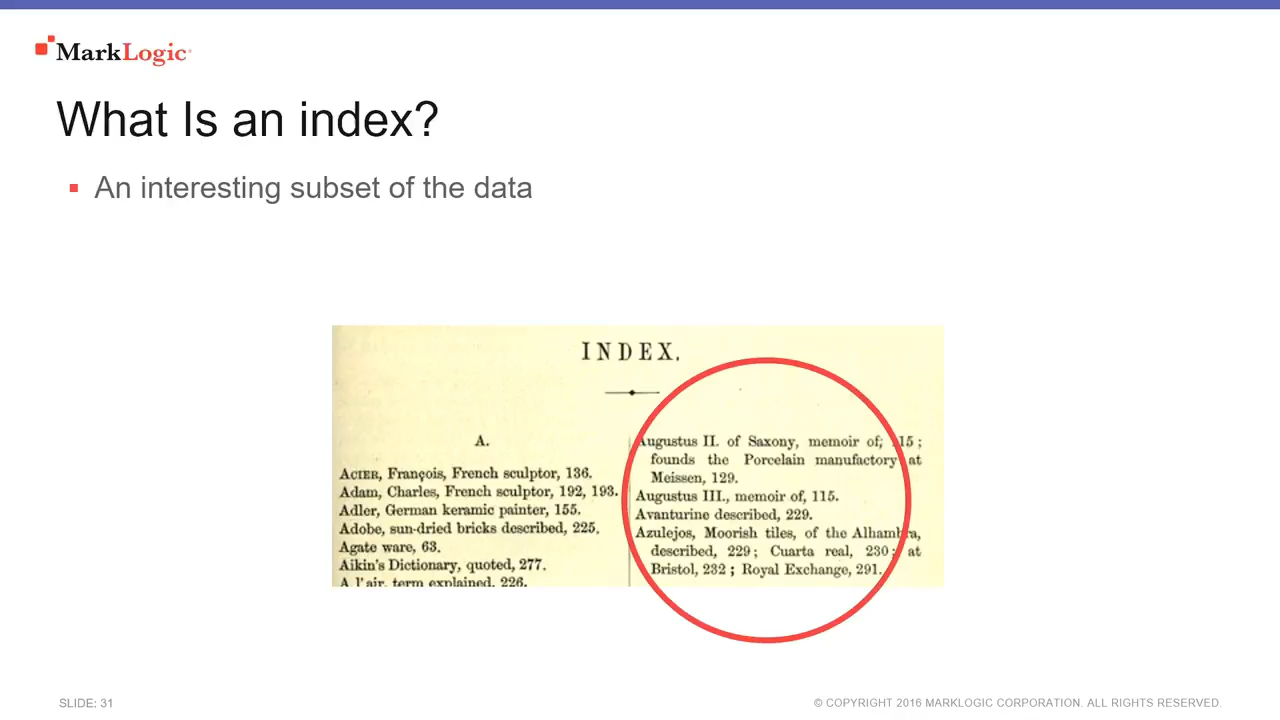 MarkLogic
What Is an index?
An interesting subset of the data
INDEX.
A.
ACIER, François, French sculptor, 136.
Adam, Charles, French sculptor, 192, 193.
Adler, German keramic painter, 155.
Adobe, sun-dried bricks described, 225.
Agate ware, 63.
Aikin's Dictionary, quoted, 277.
A l'air, term explained, 226.
Augustus II. of Saxony, memoir of, 115;
founds the Porcelain manufactory at
Meissen, 129.
Augustus III., memoir of, 115.
Avanturine described, 229.
Azulejos, Moorish tiles, of the Alhambra,
described, 229; Cuarta real, 230; at
Bristol, 232; Royal Exchange, 291.
SLIDE: 31
© COPYRIGHT 2016 MARKLOGIC CORPORATION. ALL RIGHTS RESERVED.